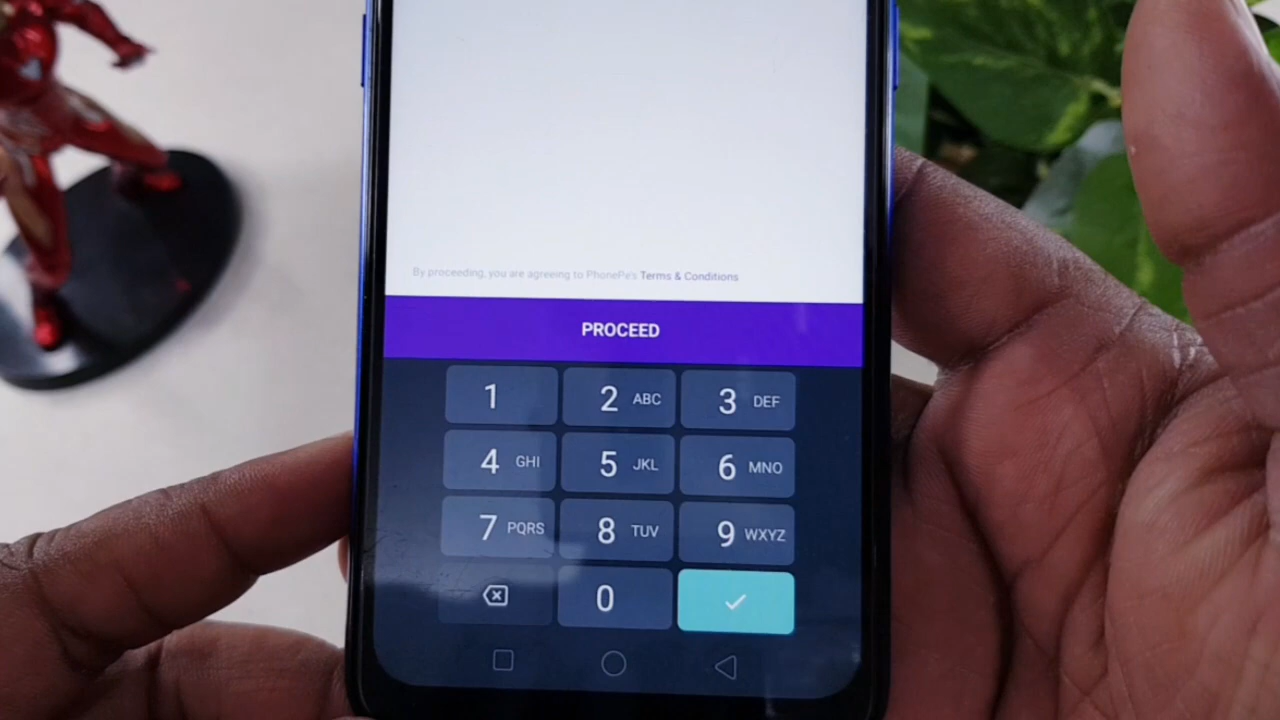 By proceeding, you are agreeing to PhonePe's Terms & Conditions
PROCEED
1 2 ABC 3 DEF
4 GHI 5 JKL 6 MNO
7 PQRS 8 TUV 9 WXYZ
0